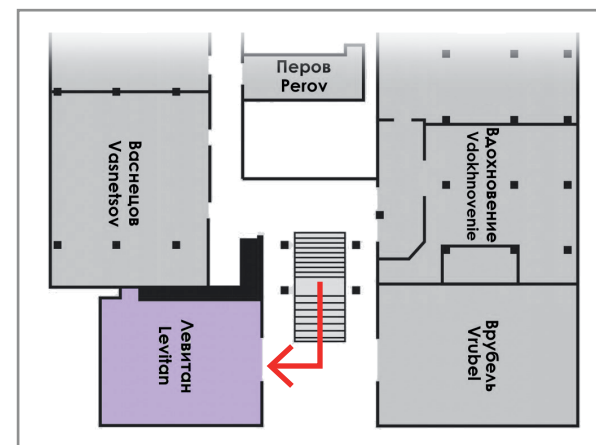 Перов
Perov
Васнецов
Vasnetsov
Вдохновение
Vdokhnovenie
Левитан
Levitan
Врубель
Vrubel